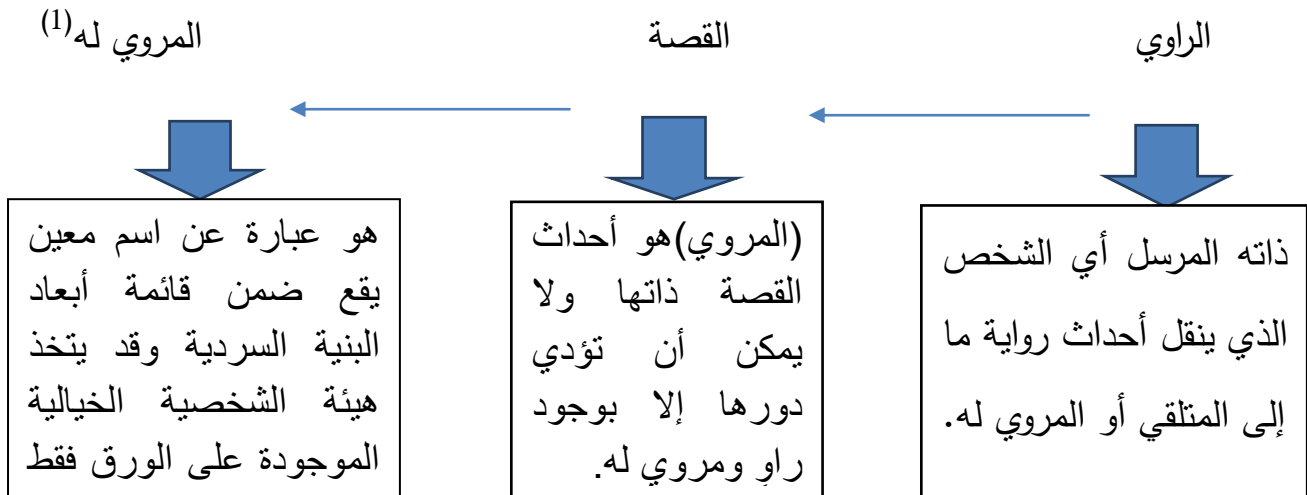 الراوي القصة المروي له(1)
ذاته المرسل أي الشخص
الذي ينقل أحداث رواية ما
إلى المتلقي أو المروي له.
(المروي)هو أحداث
القصة ذاتها ولا
يمكن أن تؤدي
دورها إلا بوجود
راوٍ ومروي له.
هو عبارة عن اسم معين
يقع ضمن قائمة أبعاد
البنية السردية وقد يتخذ
هيئة الشخصية الخيالية
الموجودة على الورق فقط